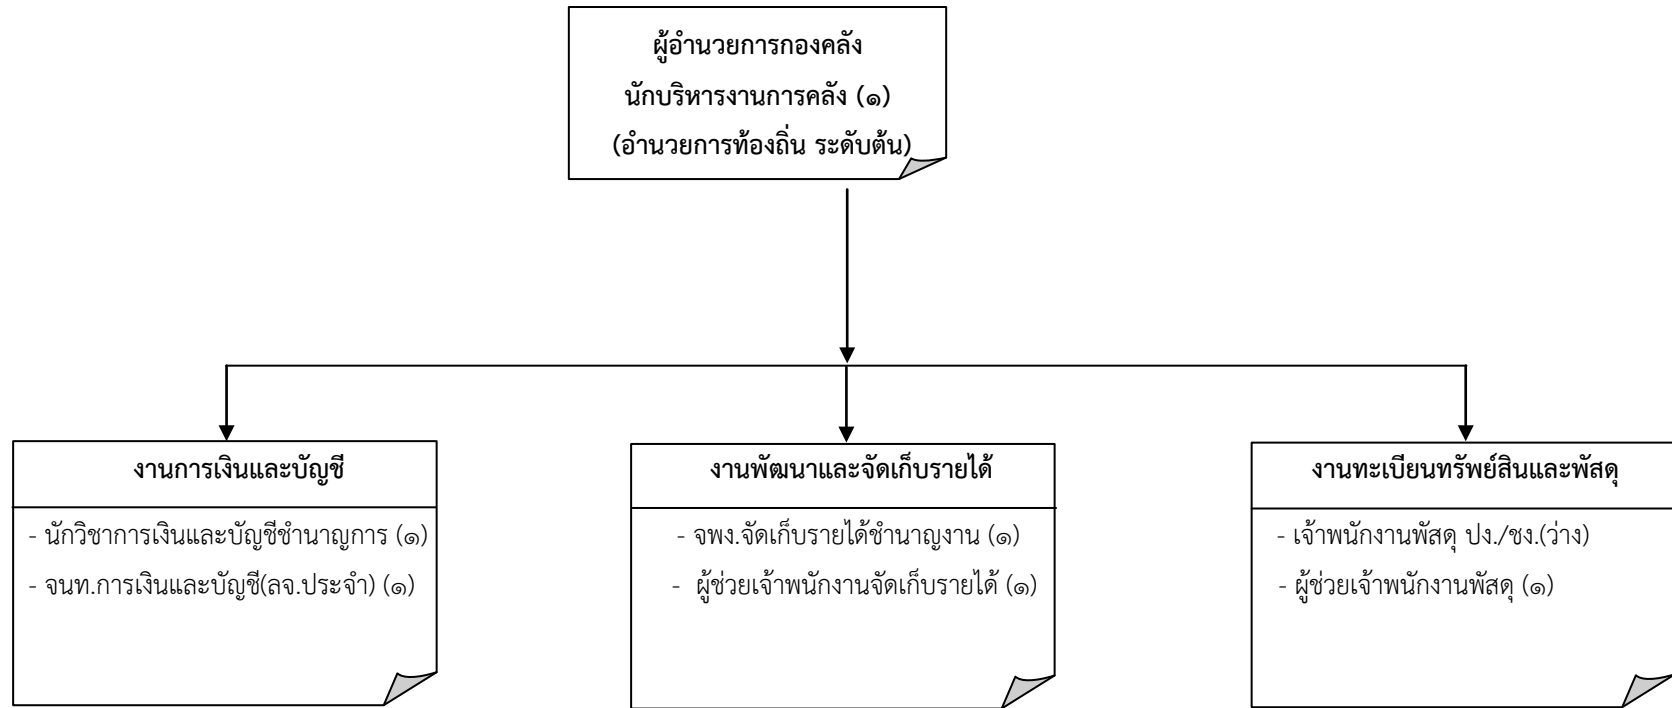 ผู้อำนวยการกองคลัง
นักบริหารงานการคลัง (๑)
(อำนวยการท้องถิ่น ระดับต้น)
งานการเงินและบัญชี
- นักวิชาการเงินและบัญชีชำนาญการ (๑)
- จนท.การเงินและบัญชี(ลจ.ประจำ) (๑)
งานพัฒนาและจัดเก็บรายได้
- จพง.จัดเก็บรายได้ชำนาญงาน (๑)
- ผู้ช่วยเจ้าพนักงานจัดเก็บรายได้ (๑)
งานทะเบียนทรัพย์สินและพัสดุ
- เจ้าพนักงานพัสดุ ปง./ชง.(ว่าง)
- ผู้ช่วยเจ้าพนักงานพัสดุ (๑)